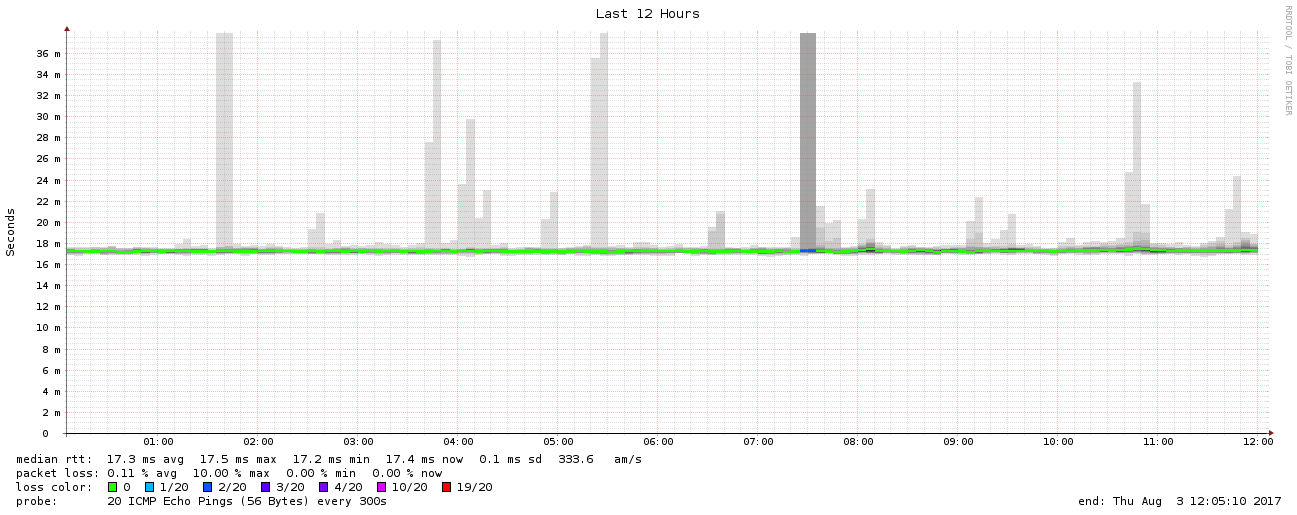 Last 12 Hours
RRDTOOL / TOBI OETIKER
Seconds
36 m
34 m
32 m
30 m
28 m
26 m
24 m
22 m
20 m
18 m
16 m
14 m
12 m
10 m
8 m
6 m
4 m
2 m
0
01:00 02:00 03:00 04:00 05:00 06:00 07:00 08:00 09:00 10:00 11:00 12:00
median rtt: 17.3 ms avg 17.5 ms max 17.2 ms min 17.4 ms now 0.1 ms sd 333.6 am/s
packet loss: 0.11 % avg 10.00 % max 0.00 % min 0.00 % now
loss color: 0 1/20 2/20 3/20 4/20 10/20 19/20
probe: 20 ICMP Echo Pings (56 Bytes) every 300s end: Thu Aug 3 12:05:10 2017